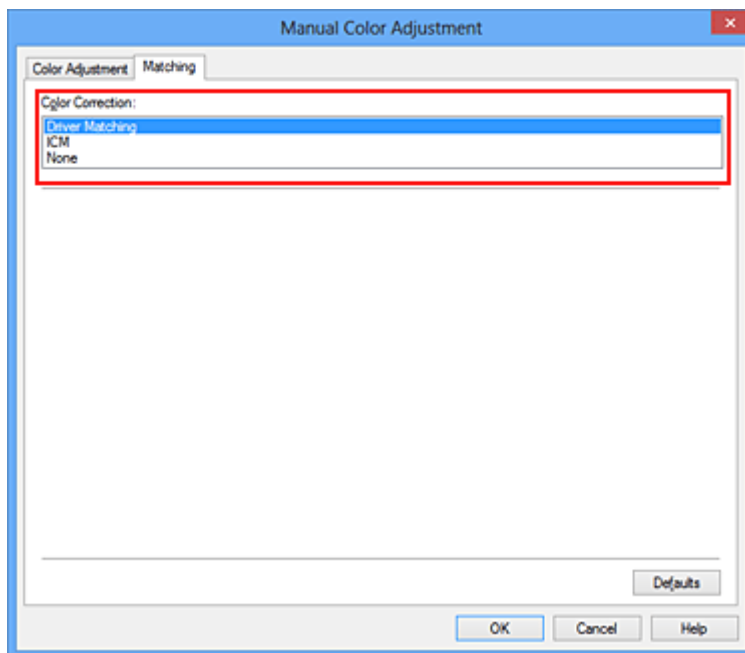 Manual Color Adjustment
Color Adjustment Matching
Color Correction:
Driver Matching
ICM
None
Defaults
OK Cancel Help